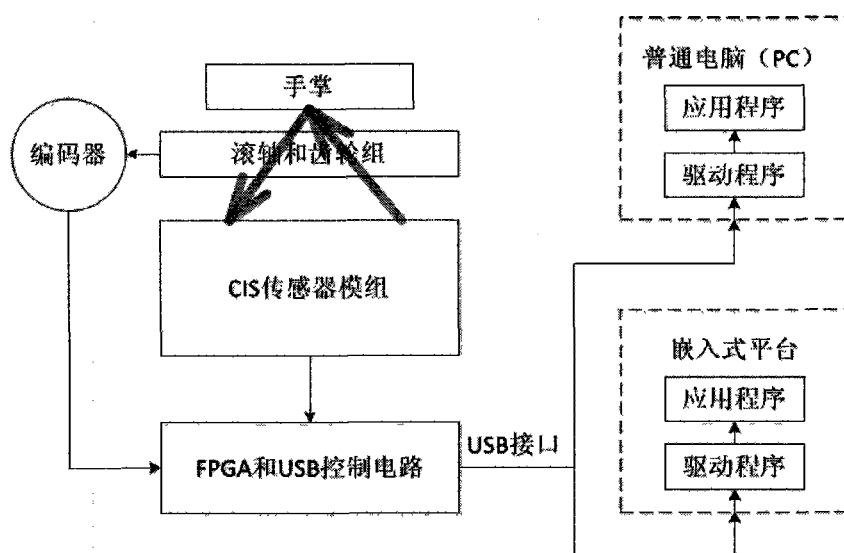 手掌
编码器
滚轴和齿轮组
CIS传感器模组
FPGA和USB控制电路
USB接口
普通电脑（PC）
应用程序
驱动程序
嵌入式平台
应用程序
驱动程序